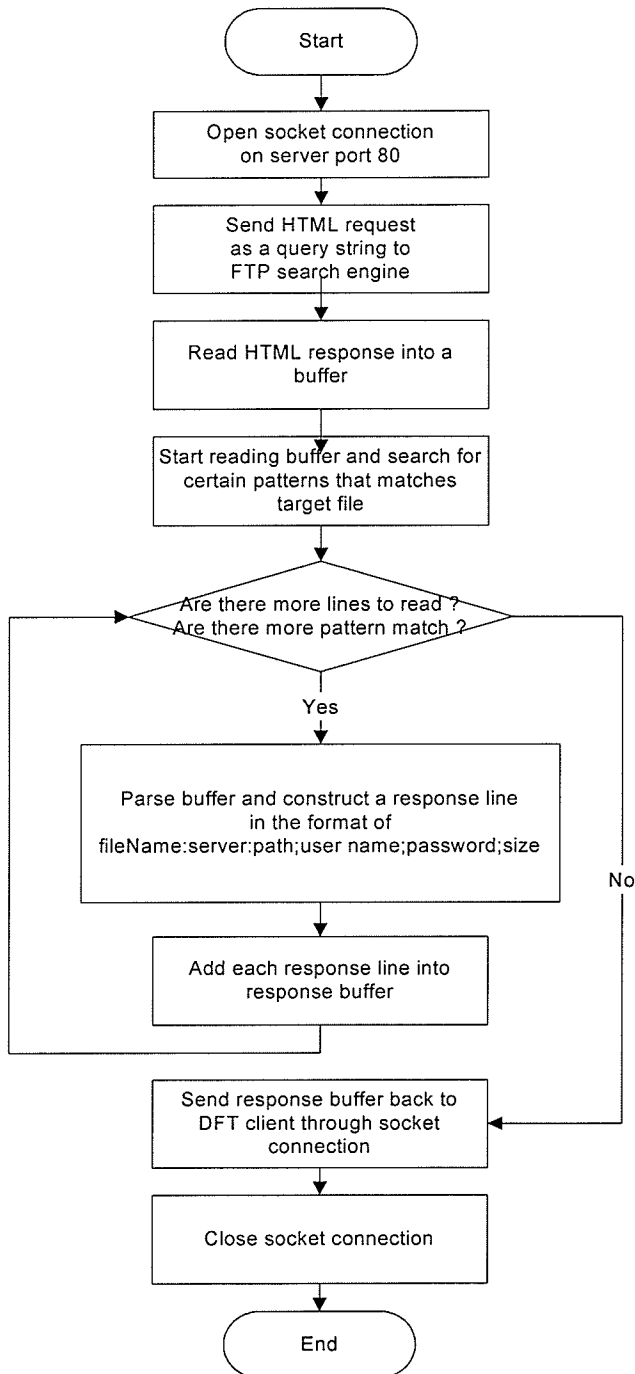 Start
Open socket connection
on server port 80
Send HTML request
as a query string to
FTP search engine
Read HTML response into a
buffer
Start reading buffer and search for
certain patterns that matches
target file
Are there more lines to read ?
Are there more pattern match ?
Yes
Parse buffer and construct a response line
in the format of
fileName:server:path;user name;password;size
No
Add each response line into
response buffer
Send response buffer back to
DFT client through socket
connection
Close socket connection
End